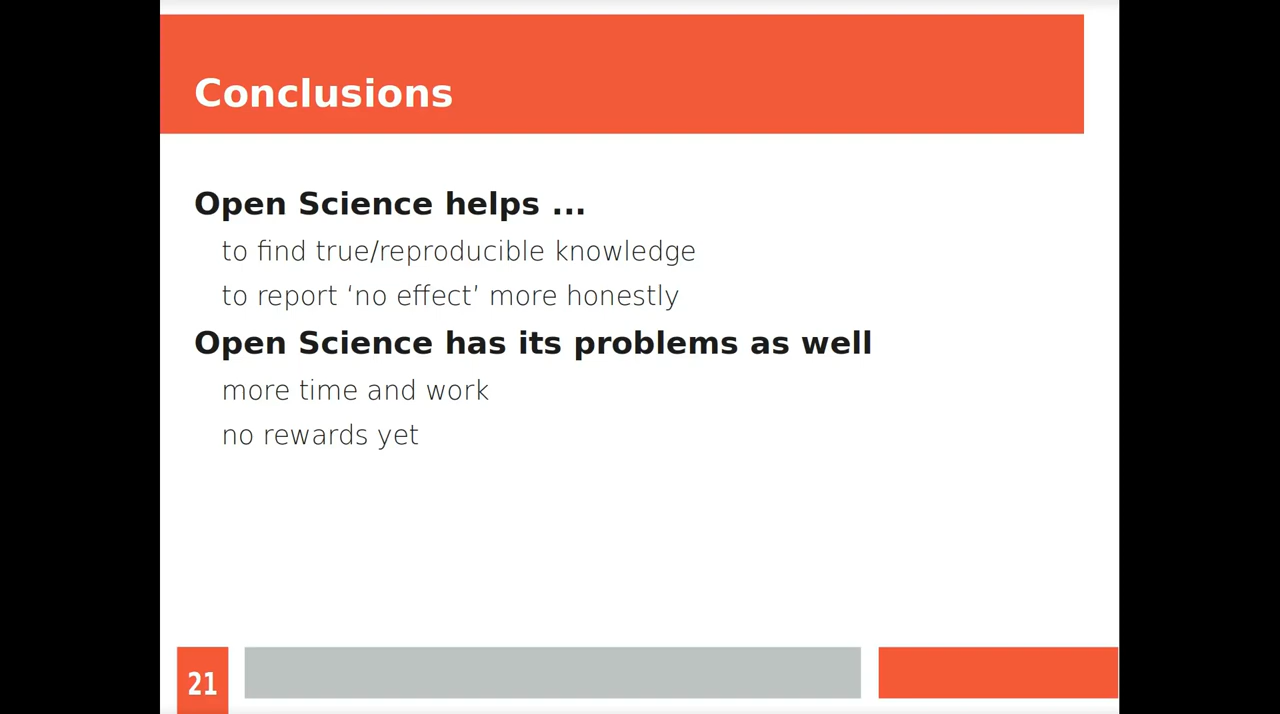 Conclusions
Open Science helps ...
to find true/reproducible knowledge
to report ‘no effect’ more honestly
Open Science has its problems as well
more time and work
no rewards yet
21